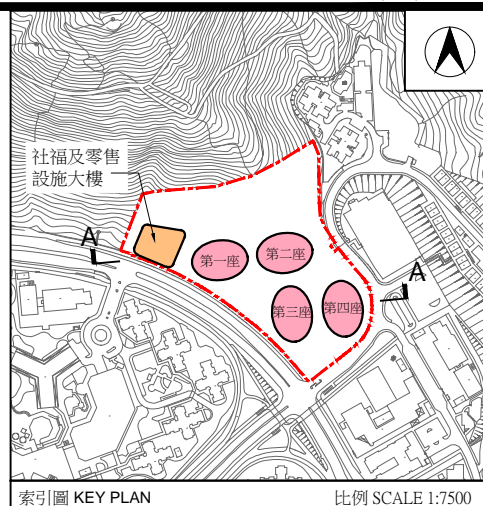 社福及零售
設施大樓
A
第一座
第二座
A
第三座
第四座
索引圖 KEY PLAN
比例 SCALE 1:7500